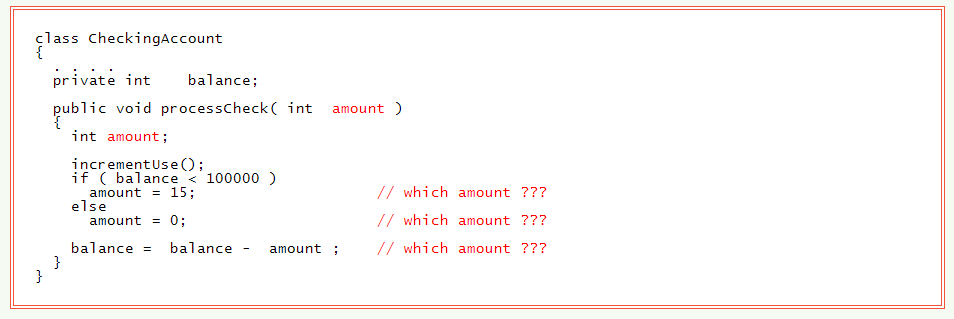 class CheckingAccount
{
  . . . .
  private int    balance;
  public void processCheck( int  amount )
  {
    int amount;
    incrementUse();
    if ( balance < 100000 )
      amount = 15;                    // which amount ???
    else
      amount = 0;                     // which amount ???
    balance =  balance -  amount ;    // which amount ???
  }
}